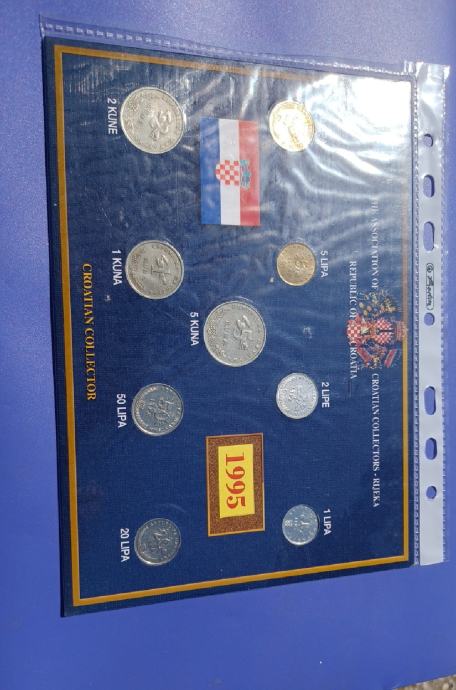 THE ASSOCIATION OF CROATIAN COLLECTORS - RIJEKA
REPUBLIC OF CROATIA
5 LIPA
2 LIPE
1 LIPA
1995
5 KUNA
2 KUNE
1 KUNA
50 LIPA
20 LIPA
CROATIAN COLLECTOR